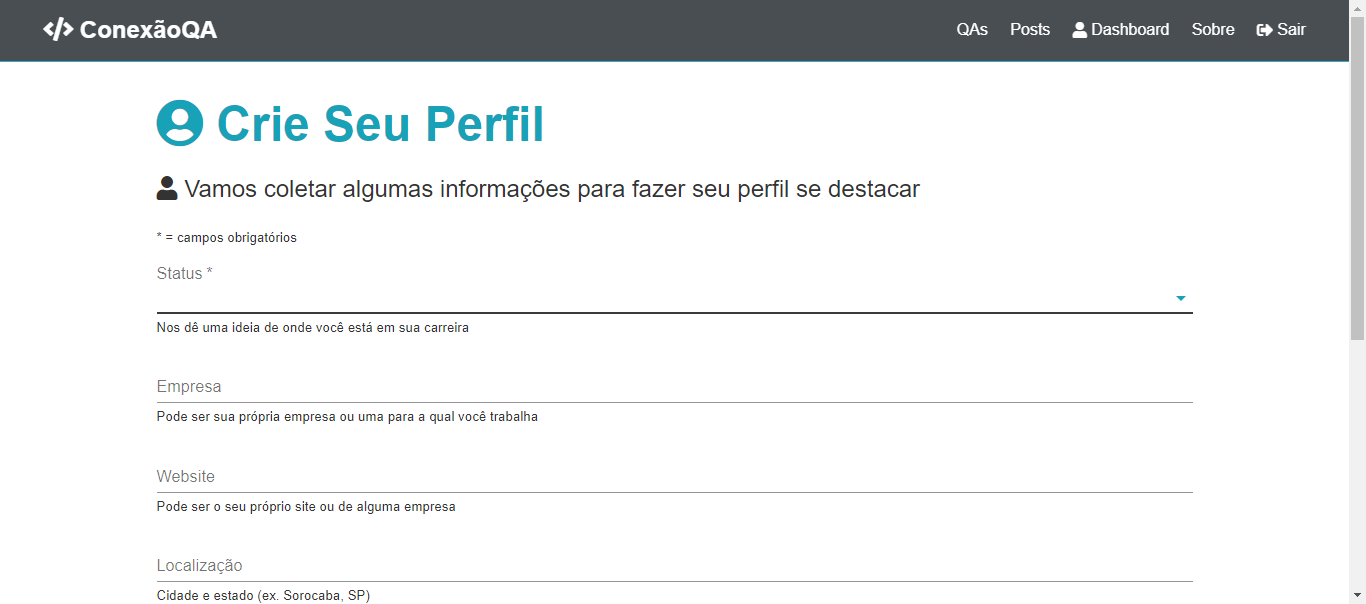 ConexãoQA
QAs Posts Dashboard Sobre Sair
Crie Seu Perfil
Vamos coletar algumas informações para fazer seu perfil se destacar
* = campos obrigatórios
Status *
Nos dê uma ideia de onde você está em sua carreira
Empresa
Pode ser sua própria empresa ou uma para a qual você trabalha
Website
Pode ser o seu próprio site ou de alguma empresa
Localização
Cidade e estado (ex. Sorocaba, SP)